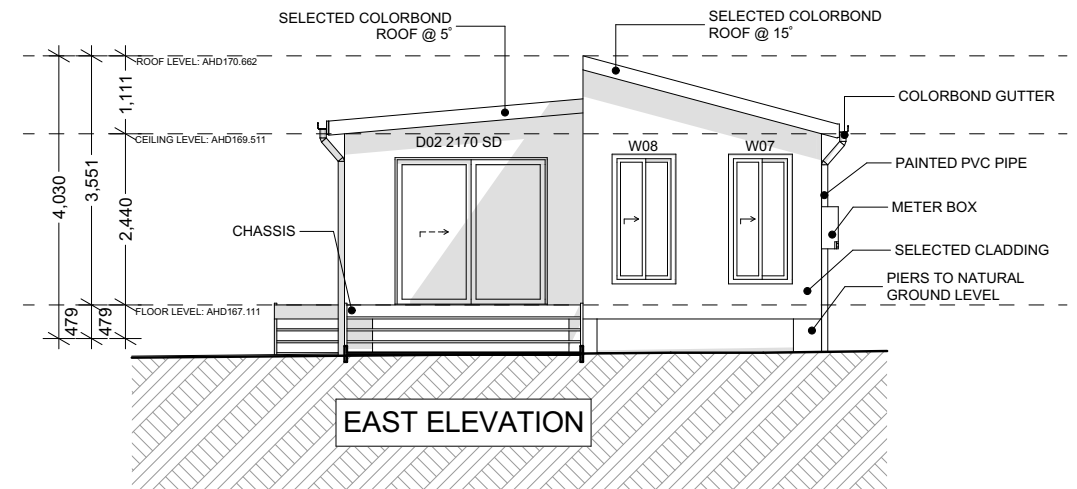 SELECTED COLORBOND
ROOF @ 5°
SELECTED COLORBOND
ROOF @ 15°
ROOF LEVEL: AHD170.662
COLORBOND GUTTER
CEILING LEVEL: AHD169.511
D02 2170 SD
W08
W07
PAINTED PVC PIPE
METER BOX
CHASSIS
SELECTED CLADDING
PIERS TO NATURAL
GROUND LEVEL
FLOOR LEVEL: AHD167.111
4,030
3,551
1,111
2,440
479
479
EAST ELEVATION